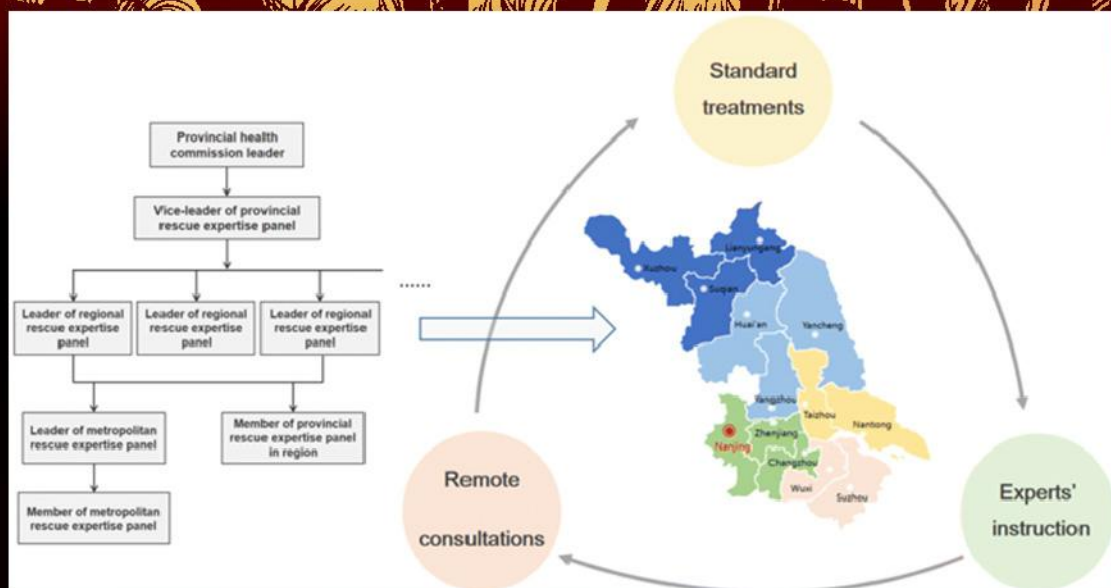 Provincial health
commission leader
Vice-leader of provincial
rescue expertise panel
......
Leader of regional
rescue expertise
panel
Leader of regional
rescue expertise
panel
Leader of regional
rescue expertise
panel
Leader of metropolitan
rescue expertise panel
Member of provincial
rescue expertise panel
in region
Member of metropolitan
rescue expertise panel
Standard
treatments
Lianyungang
Xuzhou
Suqian
Huai'an
Yancheng
Yangzhou
Taizhou
Nantong
Zhenjiang
Nanjing
Changzhou
Wuxi
Suzhou
Remote
consultations
Experts'
instruction